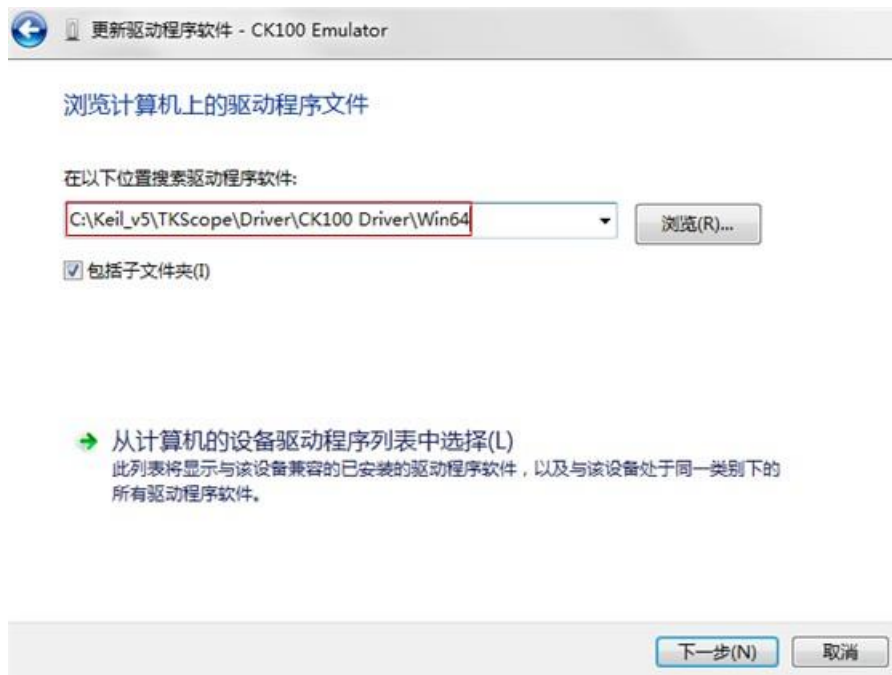 更新驱动程序软件 - CK100 Emulator
浏览计算机上的驱动程序文件
在以下位置搜索驱动程序软件:
C:\Keil_v5\TKScope\Driver\CK100 Driver\Win64
浏览(R)...
包括子文件夹(I)
从计算机的设备驱动程序列表中选择(L)
此列表将显示与该设备兼容的已安装的驱动程序软件，以及与该设备处于同一类别下的
所有驱动程序软件。
下一步(N)
取消